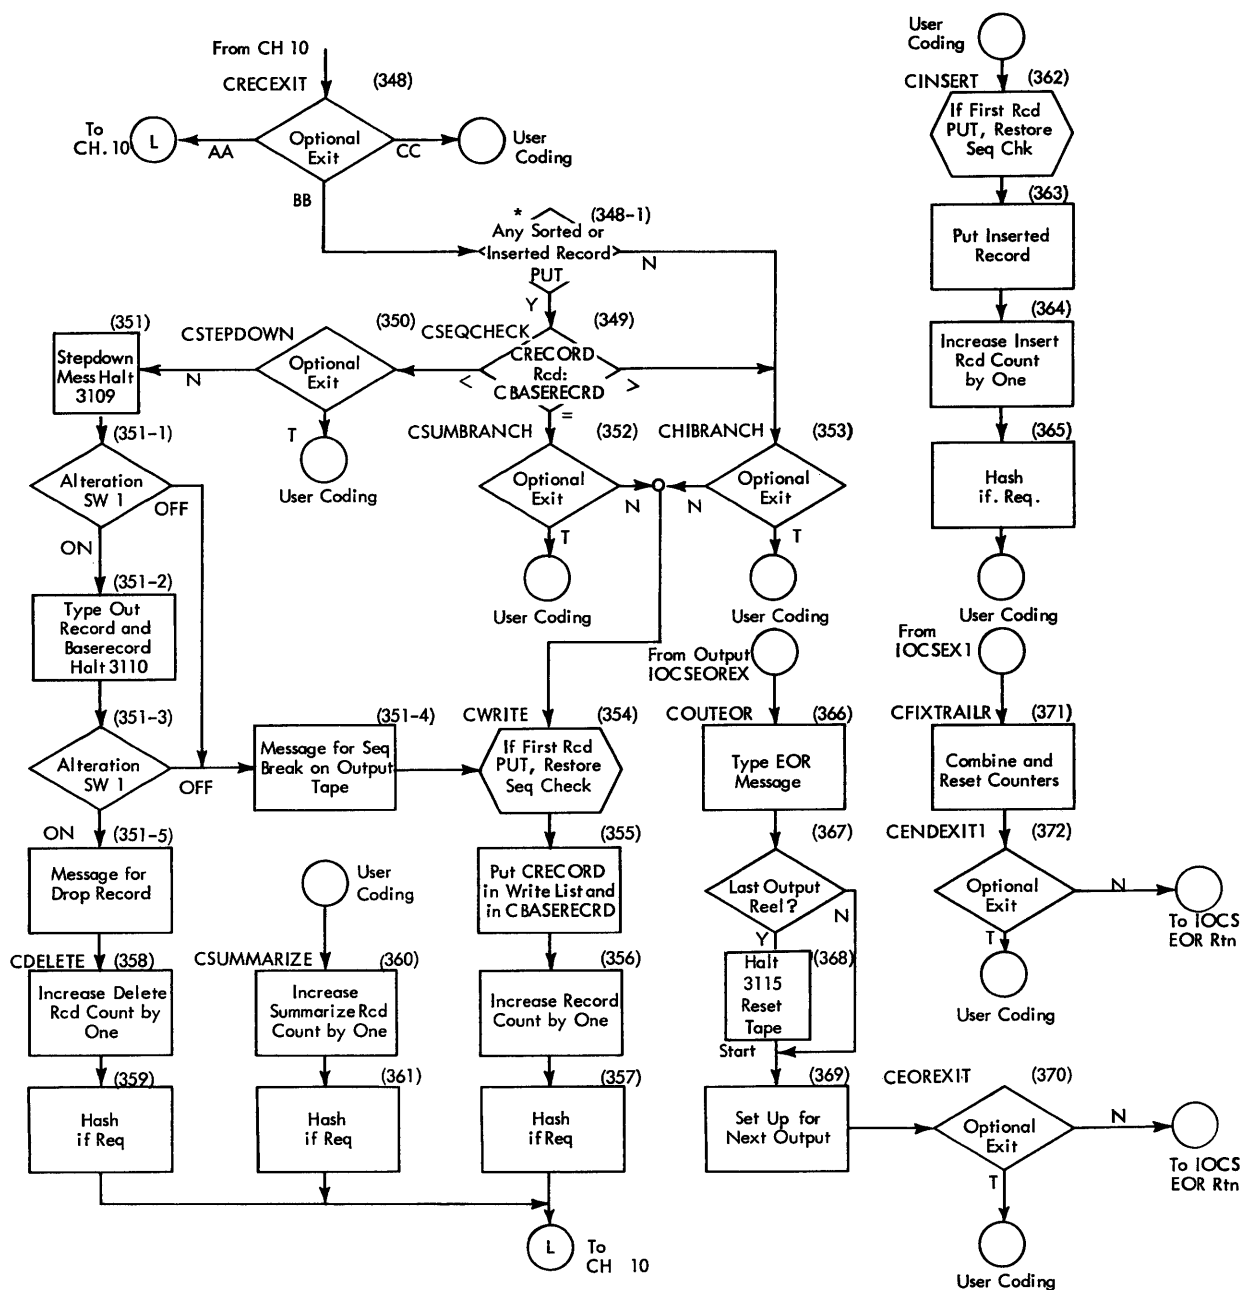 From CH 10
CRECEXIT
(348)
Optional
Exit
To
CH. 10
L
AA
CC
User
Coding
BB
*
(348-1)
Any Sorted or
Inserted Record
PUT
N
Y
CSEQCHECK
(349)
CRECORD
Rcd:
CBASERECRD
<
>
=
CSTEPDOWN
(350)
Optional
Exit
N
T
User Coding
(351)
Stepdown
Mess Halt
3109
(351-1)
Alteration
SW 1
OFF
ON
(351-2)
Type Out
Record and
Baserecord
Halt 3110
(351-3)
Alteration
SW 1
OFF
ON
(351-4)
Message for Seq
Break on Output
Tape
(351-5)
Message for
Drop Record
CDELETE
(358)
Increase Delete
Rcd Count by
One
(359)
Hash
if Req
User
Coding
CSUMMARIZE
(360)
Increase
Summarize Rcd
Count by One
(361)
Hash
if Req
CSUMBRANCH
(352)
Optional
Exit
N
T
User Coding
CHIBRANCH
(353)
Optional
Exit
N
T
User Coding
CWRITE
(354)
If First Rcd
PUT, Restore
Seq Check
(355)
Put CRECORD
in Write List and
in CBASERECRD
(356)
Increase Record
Count by One
(357)
Hash
if Req
L
To
CH 10
From Output
IOCSEOREX
COUTEOR
(366)
Type EOR
Message
(367)
Last Output
Reel?
N
Y
(368)
Halt
3115
Reset
Tape
Start
(369)
Set Up for
Next Output
CEOREXIT
(370)
Optional
Exit
N
To IOCS
EOR Rtn
T
User Coding
User
Coding
CINSERT
(362)
If First Rcd
PUT, Restore
Seq Chk
(363)
Put Inserted
Record
(364)
Increase Insert
Rcd Count
by One
(365)
Hash
if. Req.
User Coding
From
IOCSEX1
CFIXTRAILR
(371)
Combine and
Reset Counters
CENDEXIT1
(372)
Optional
Exit
N
To IOCS
EOR Rtn
T
User Coding